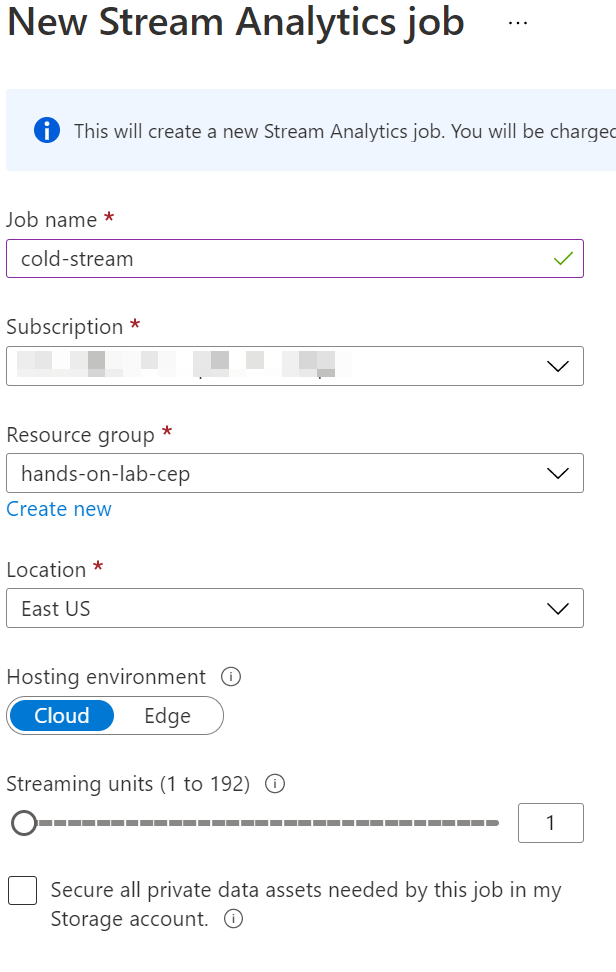 New Stream Analytics job ...
This will create a new Stream Analytics job. You will be charged
Job name *
cold-stream
Subscription *
Resource group *
hands-on-lab-cep
Create new
Location *
East US
Hosting environment
Cloud Edge
Streaming units (1 to 192)
1
Secure all private data assets needed by this job in my
Storage account.